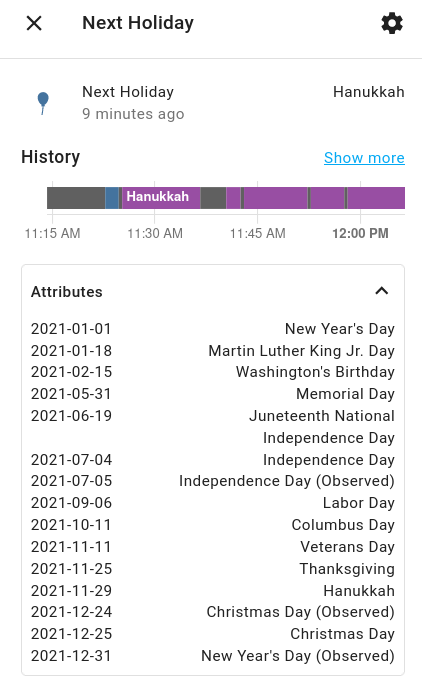 Next Holiday
Next Holiday Hanukkah
9 minutes ago
History Show more
Hanukkah
11:15 AM 11:30 AM 11:45 AM 12:00 PM
Attributes
2021-01-01 New Year's Day
2021-01-18 Martin Luther King Jr. Day
2021-02-15 Washington's Birthday
2021-05-31 Memorial Day
2021-06-19 Juneteenth National
Independence Day
2021-07-04 Independence Day
2021-07-05 Independence Day (Observed)
2021-09-06 Labor Day
2021-10-11 Columbus Day
2021-11-11 Veterans Day
2021-11-25 Thanksgiving
2021-11-29 Hanukkah
2021-12-24 Christmas Day (Observed)
2021-12-25 Christmas Day
2021-12-31 New Year's Day (Observed)